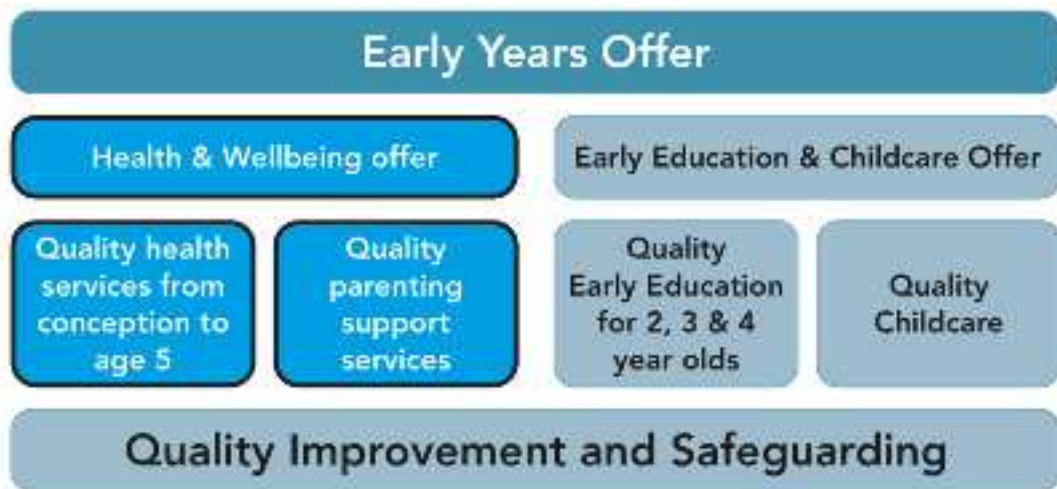 Early Years Offer
Health & Wellbeing offer
Early Education & Childcare Offer
Quality health
services from
conception to
age 5
Quality
parenting
support
services
Quality
Early Education
for 2, 3 & 4
year olds
Quality
Childcare
Quality Improvement and Safeguarding